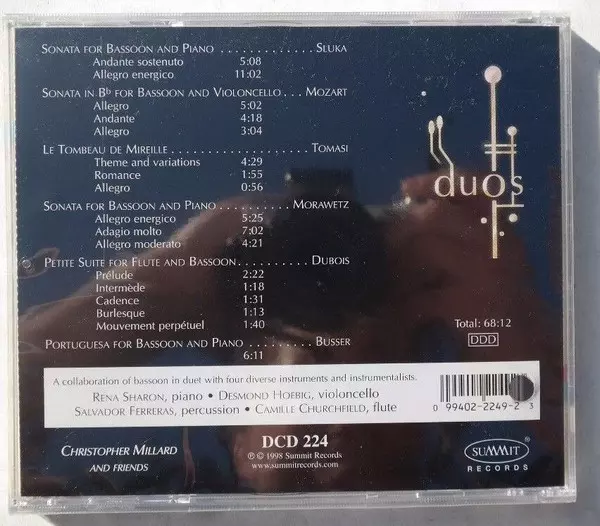 SONATA FOR BASSOON AND PIANO . . . . . . . . . . . . . SLUKA
Andante sostenuto 5:08
Allegro energico 11:02
SONATA IN B♭ FOR BASSOON AND VIOLONCELLO . . . MOZART
Allegro 5:02
Andante 4:18
Allegro 3:04
LE TOMBEAU DE MIREILLE . . . . . . . . . . . . . . . . . . . TOMASI
Theme and variations 4:29
Romance 1:55
Allegro 0:56
SONATA FOR BASSOON AND PIANO . . . . . . . . . . MORAWETZ
Allegro energico 5:25
Adagio molto 7:02
Allegro moderato 4:21
PETITE SUITE FOR FLUTE AND BASSOON . . . . . . . . . . DUBOIS
Prélude 2:22
Intermède 1:18
Cadence 1:31
Burlesque 1:13
Mouvement perpétuel 1:40
PORTUGUESA FOR BASSOON AND PIANO . . . . . . . . . BUSSER
6:11
duos
Total: 68:12
DDD
A collaboration of bassoon in duet with four diverse instruments and instrumentalists.
RENA SHARON, piano • DESMOND HOEBIG, violoncello
SALVADOR FERRERAS, percussion • CAMILLE CHURCHFIELD, flute
0 99402-2249-2 3
CHRISTOPHER MILLARD
AND FRIENDS
DCD 224
℗ © 1998 Summit Records
www.summitrecords.com
SUMMIT
RECORDS